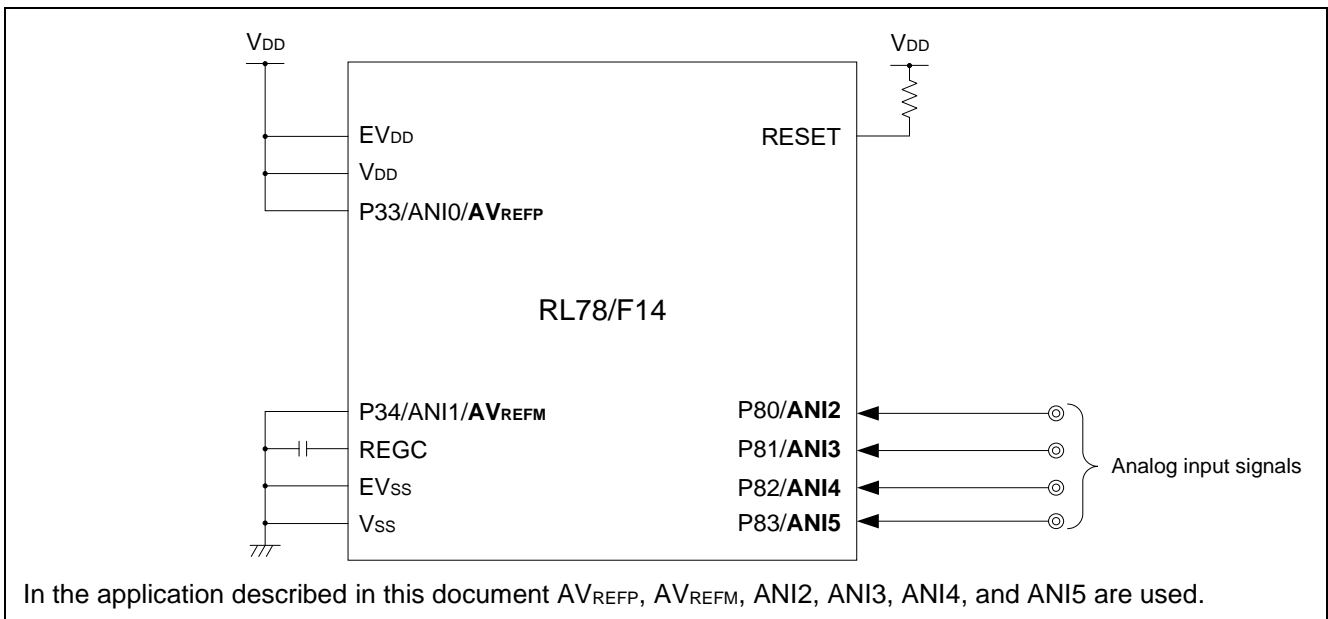 VDD
VDD
EVDD
RESET
VDD
P33/ANI0/AVREFP
RL78/F14
P34/ANI1/AVREFM
P80/ANI2
REGC
P81/ANI3
Analog input signals
EVSS
P82/ANI4
VSS
P83/ANI5
In the application described in this document AVREFP, AVREFM, ANI2, ANI3, ANI4, and ANI5 are used.